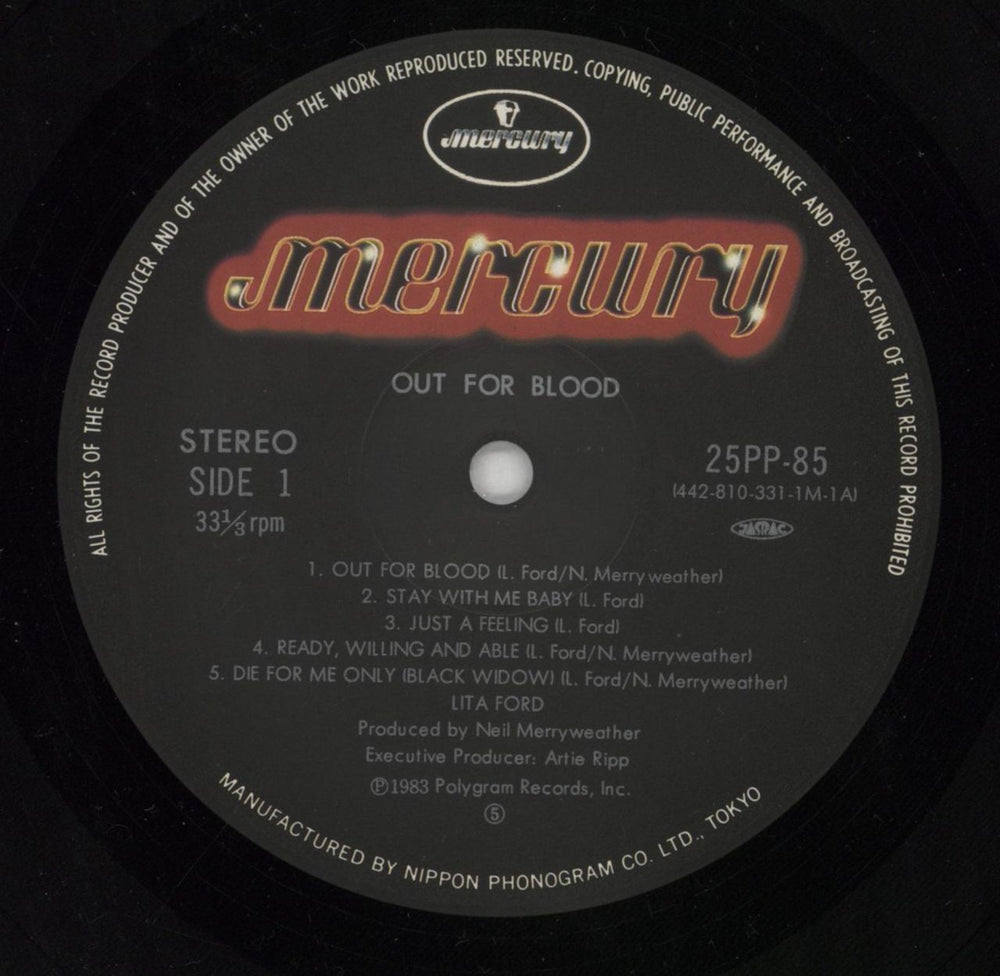 ALL RIGHTS OF THE RECORD PRODUCER AND OF THE OWNER OF THE WORK REPRODUCED RESERVED. COPYING, PUBLIC PERFORMANCE AND BROADCASTING OF THIS RECORD PROHIBITED
mercury
mercury
OUT FOR BLOOD
STEREO
SIDE 1
33⅓rpm
25PP-85
(442-810-331-1M-1A)
JASRAC
1. OUT FOR BLOOD (L. Ford/N. Merryweather)
2. STAY WITH ME BABY (L. Ford)
3. JUST A FEELING (L. Ford)
4. READY, WILLING AND ABLE (L. Ford/N. Merryweather)
5. DIE FOR ME ONLY (BLACK WIDOW) (L. Ford/N. Merryweather)
LITA FORD
Produced by Neil Merryweather
Executive Producer: Artie Ripp
Ⓟ1983 Polygram Records, Inc.
⑤
MANUFACTURED BY NIPPON PHONOGRAM CO. LTD., TOKYO